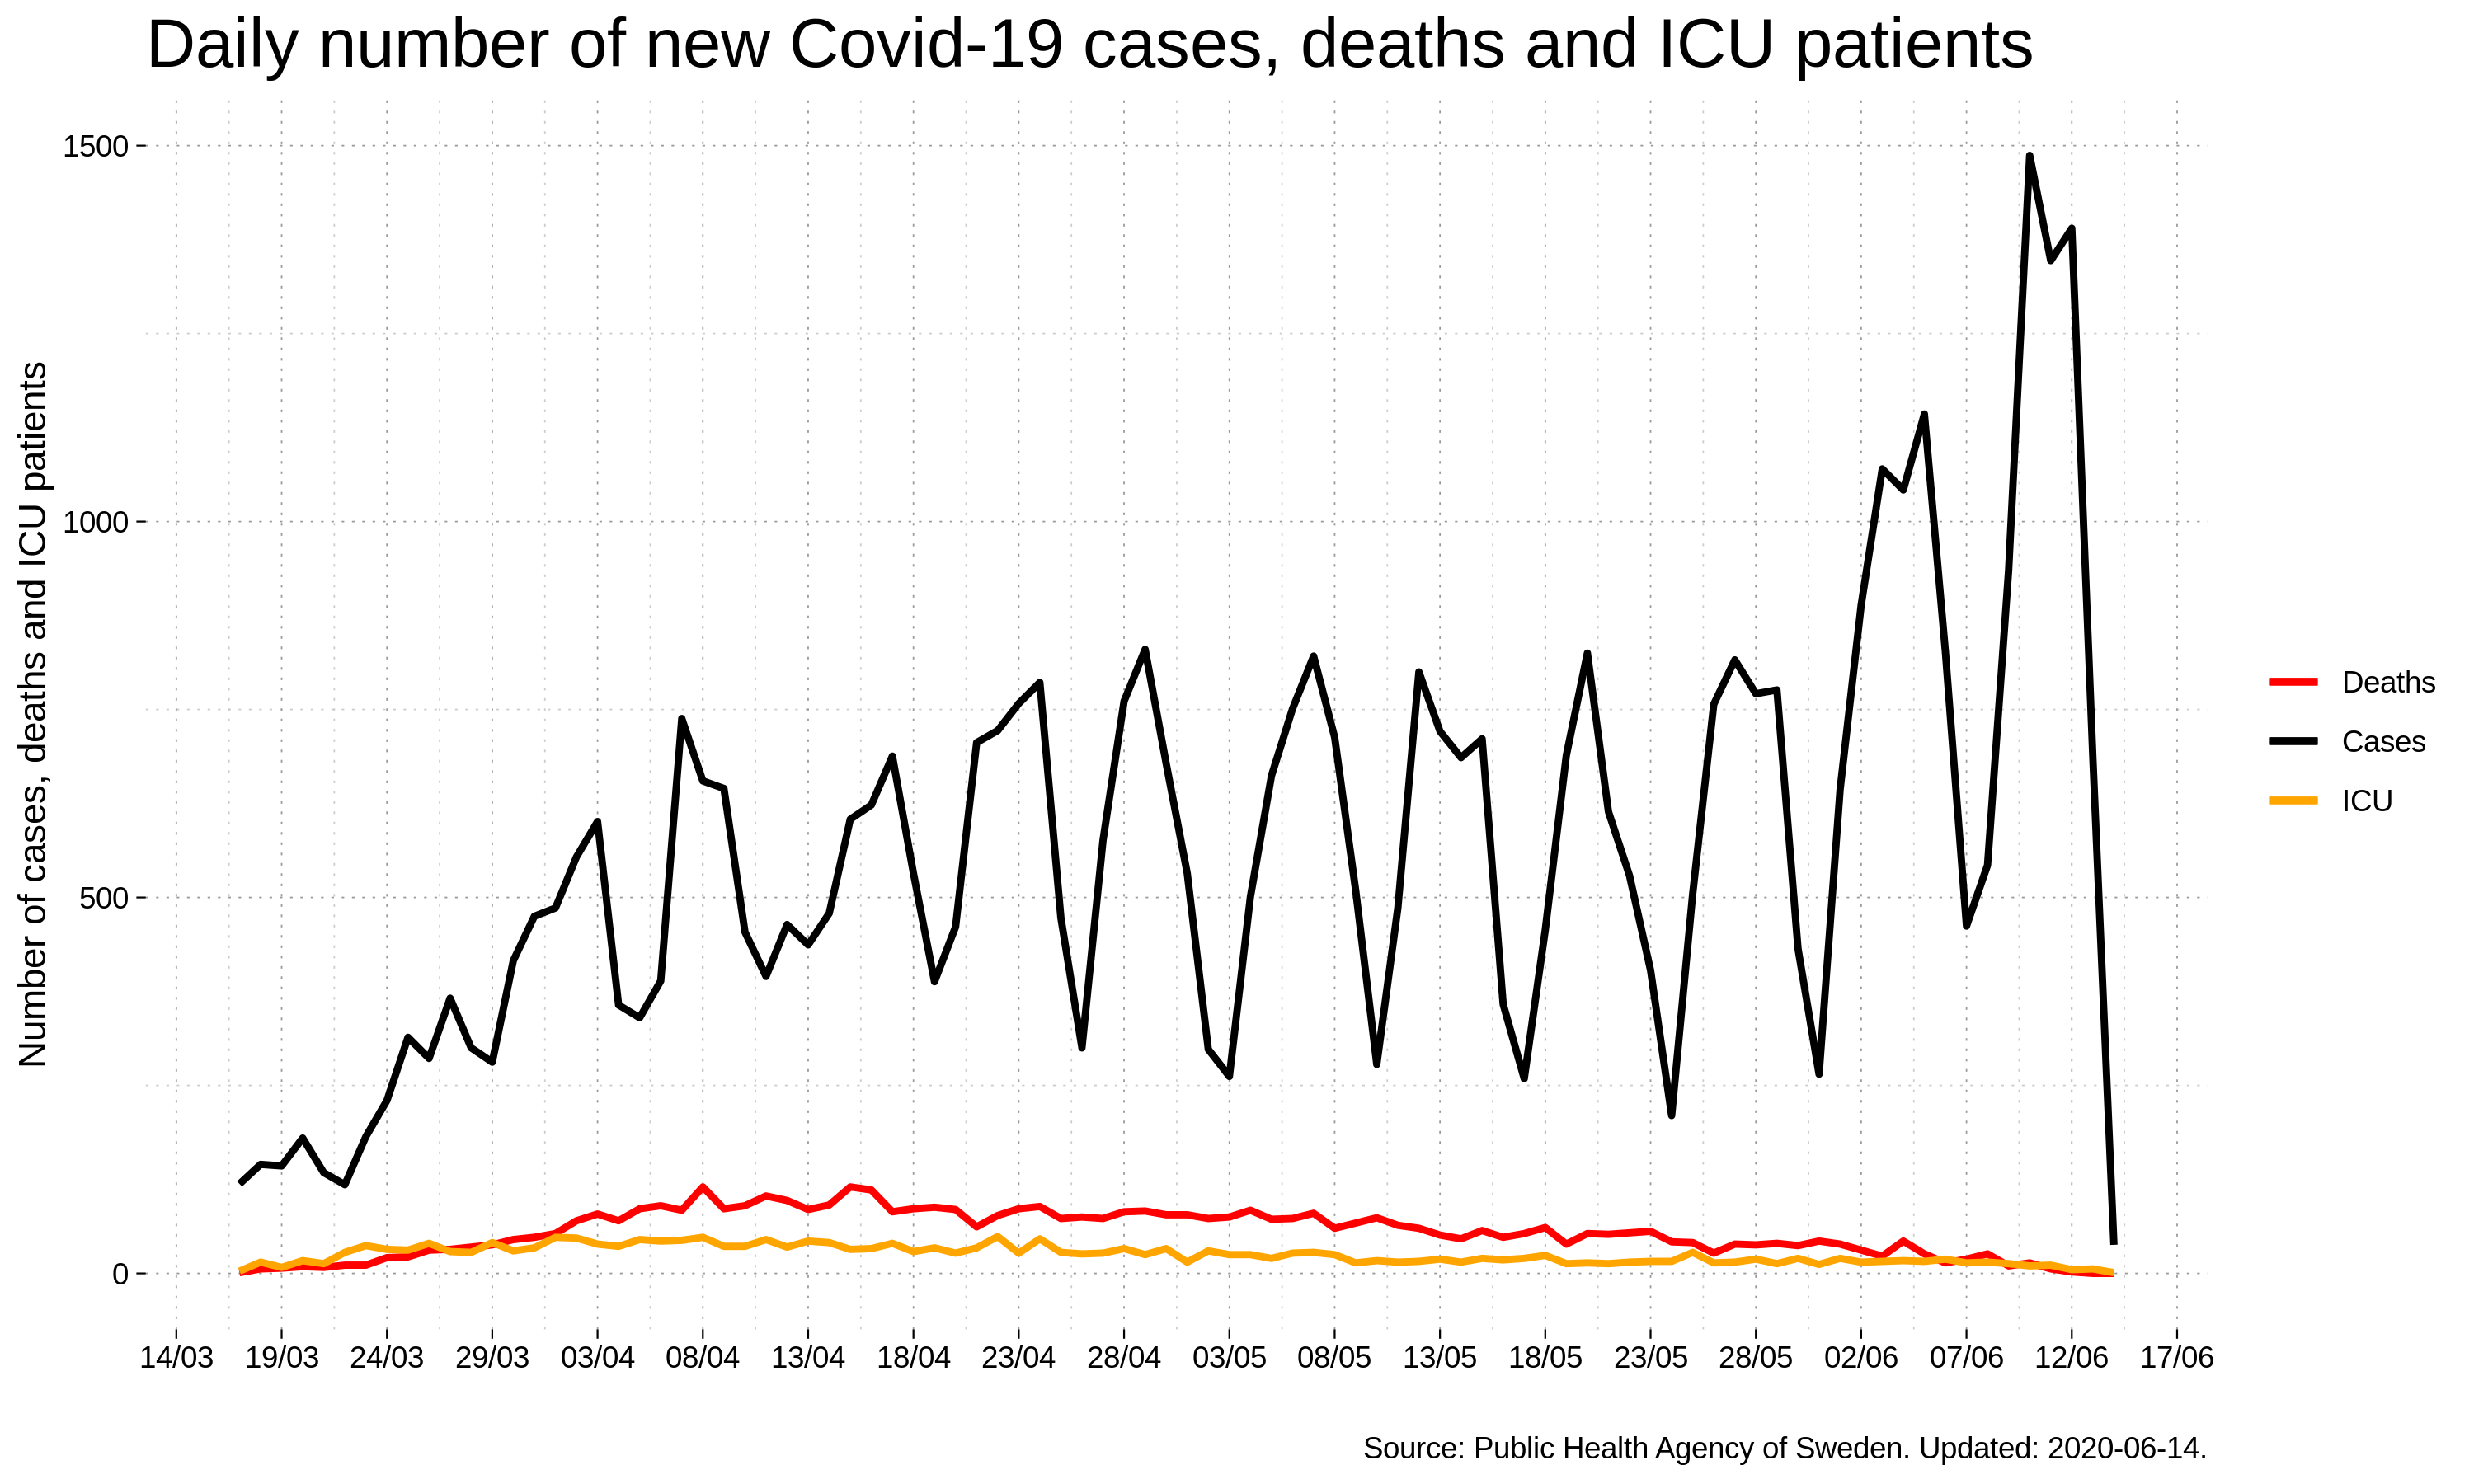 Daily number of new Covid-19 cases, deaths and ICU patients
Number of cases, deaths and ICU patients
1500
1000
500
0
14/03 19/03 24/03 29/03 03/04 08/04 13/04 18/04 23/04 28/04 03/05 08/05 13/05 18/05 23/05 28/05 02/06 07/06 12/06 17/06
Deaths
Cases
ICU
Source: Public Health Agency of Sweden. Updated: 2020-06-14.